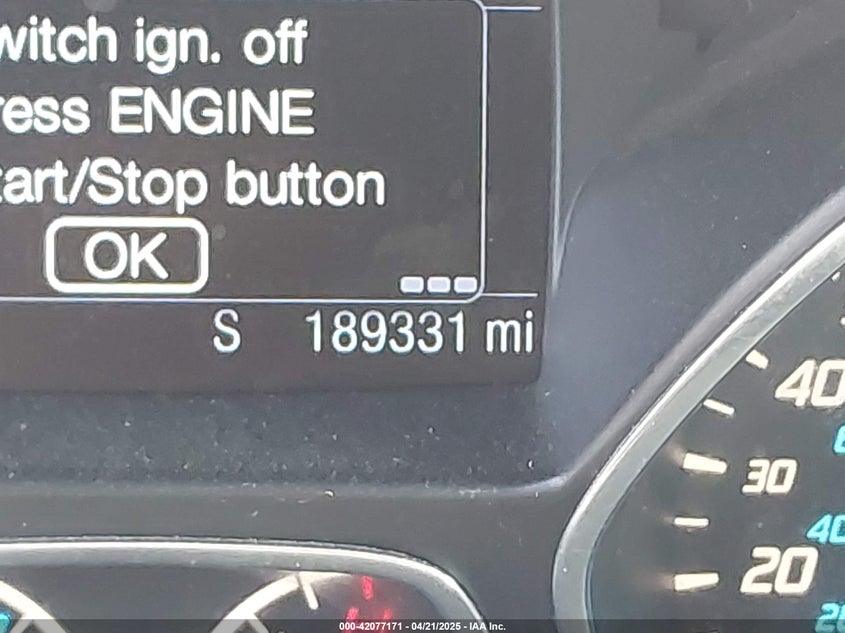 witch ign. off
ress ENGINE
tart/Stop button
OK
S 189331 mi
40
30
40
20
000-42077171 - 04/21/2025 - IAA Inc.